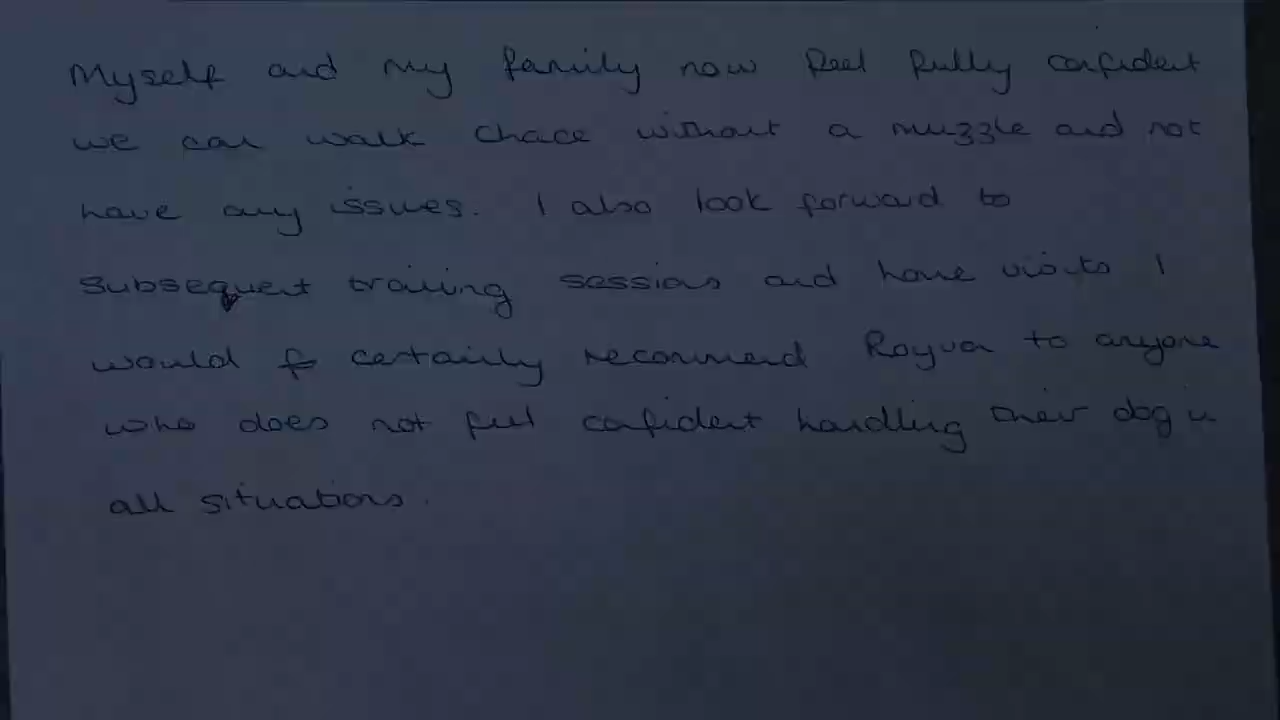 Myself and my family now feel fully confident
we can walk Chace without a muzzle and not
have any issues. I also look forward to
subsequent training sessions and home visits I
would certainly recommend to anyone
who does not feel confident handling their dog in
all situations.